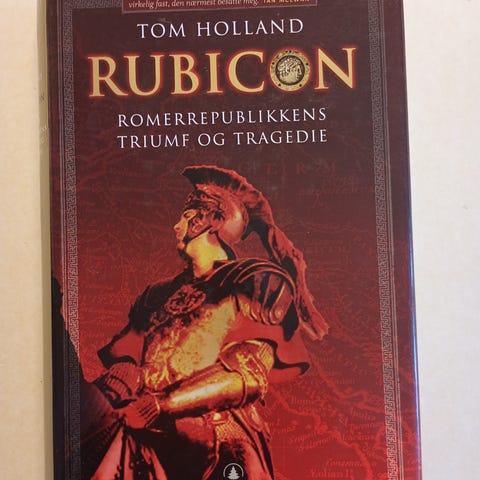 virkelig fast, den nærmest besatte meg. IAN McEWAN
TOM HOLLAND
RUBICON
ROMERREPUBLIKKENS
TRIUMF OG TRAGEDIE